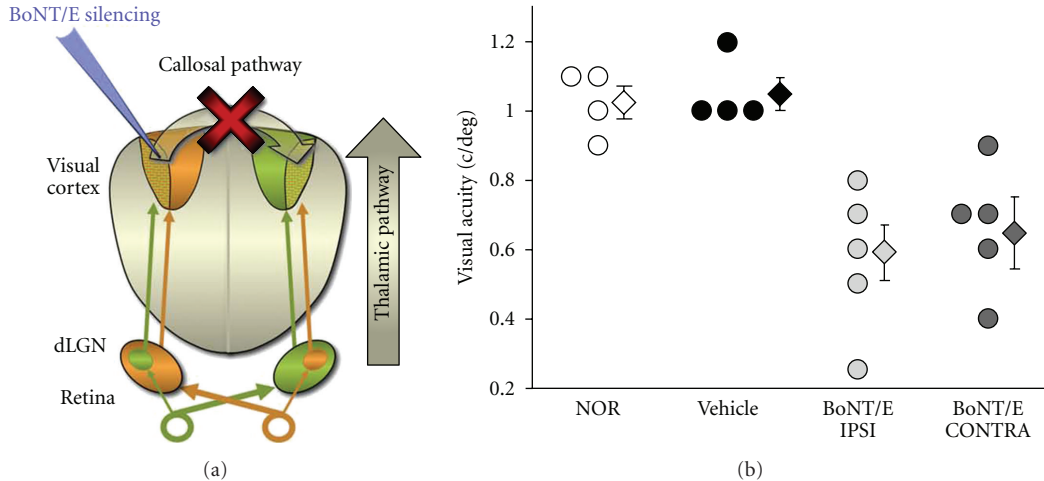 BoNT/E silencing
Callosal pathway
Visual
cortex
Thalamic pathway
dLGN
Retina
(a)
Visual acuity (c/deg)
1.2
1
0.8
0.6
0.4
0.2
NOR
Vehicle
BoNT/E
IPSI
BoNT/E
CONTRA
(b)